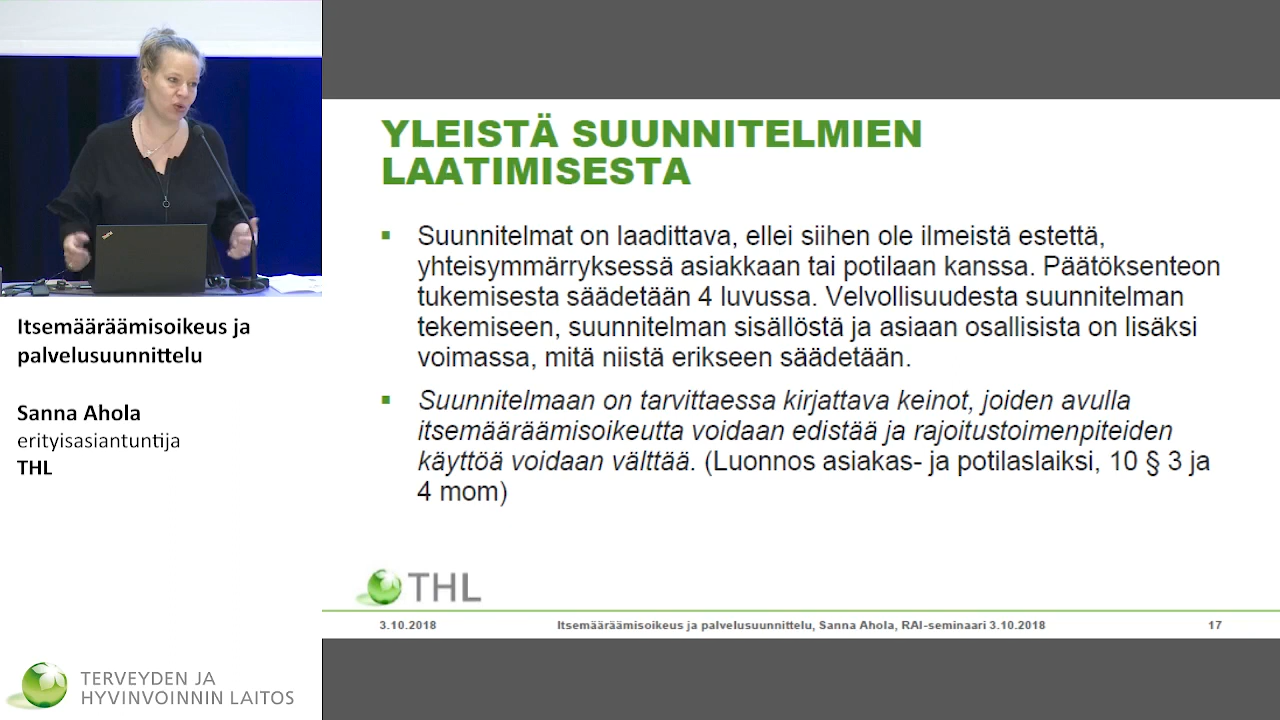 Itsemääräämisoikeus ja
palvelusuunnittelu
Sanna Ahola
erityisasiantuntija
THL
TERVEYDEN JA
HYVINVOINNIN LAITOS
YLEISTÄ SUUNNITELMIEN
LAATIMISESTA
Suunnitelmat on laadittava, ellei siihen ole ilmeistä estettä,
yhteisymmärryksessä asiakkaan tai potilaan kanssa. Päätöksenteon
tukemisesta säädetään 4 luvussa. Velvollisuudesta suunnitelman
tekemiseen, suunnitelman sisällöstä ja asiaan osallisista on lisäksi
voimassa, mitä niistä erikseen säädetään.
Suunnitelmaan on tarvittaessa kirjattava keinot, joiden avulla
itsemääräämisoikeutta voidaan edistää ja rajoitustoimenpiteiden
käyttöä voidaan välttää. (Luonnos asiakas- ja potilaslaiksi, 10 § 3 ja
4 mom)
THL
3.10.2018 Itsemääräämisoikeus ja palvelusuunnittelu, Sanna Ahola, RAI-seminaari 3.10.2018 17